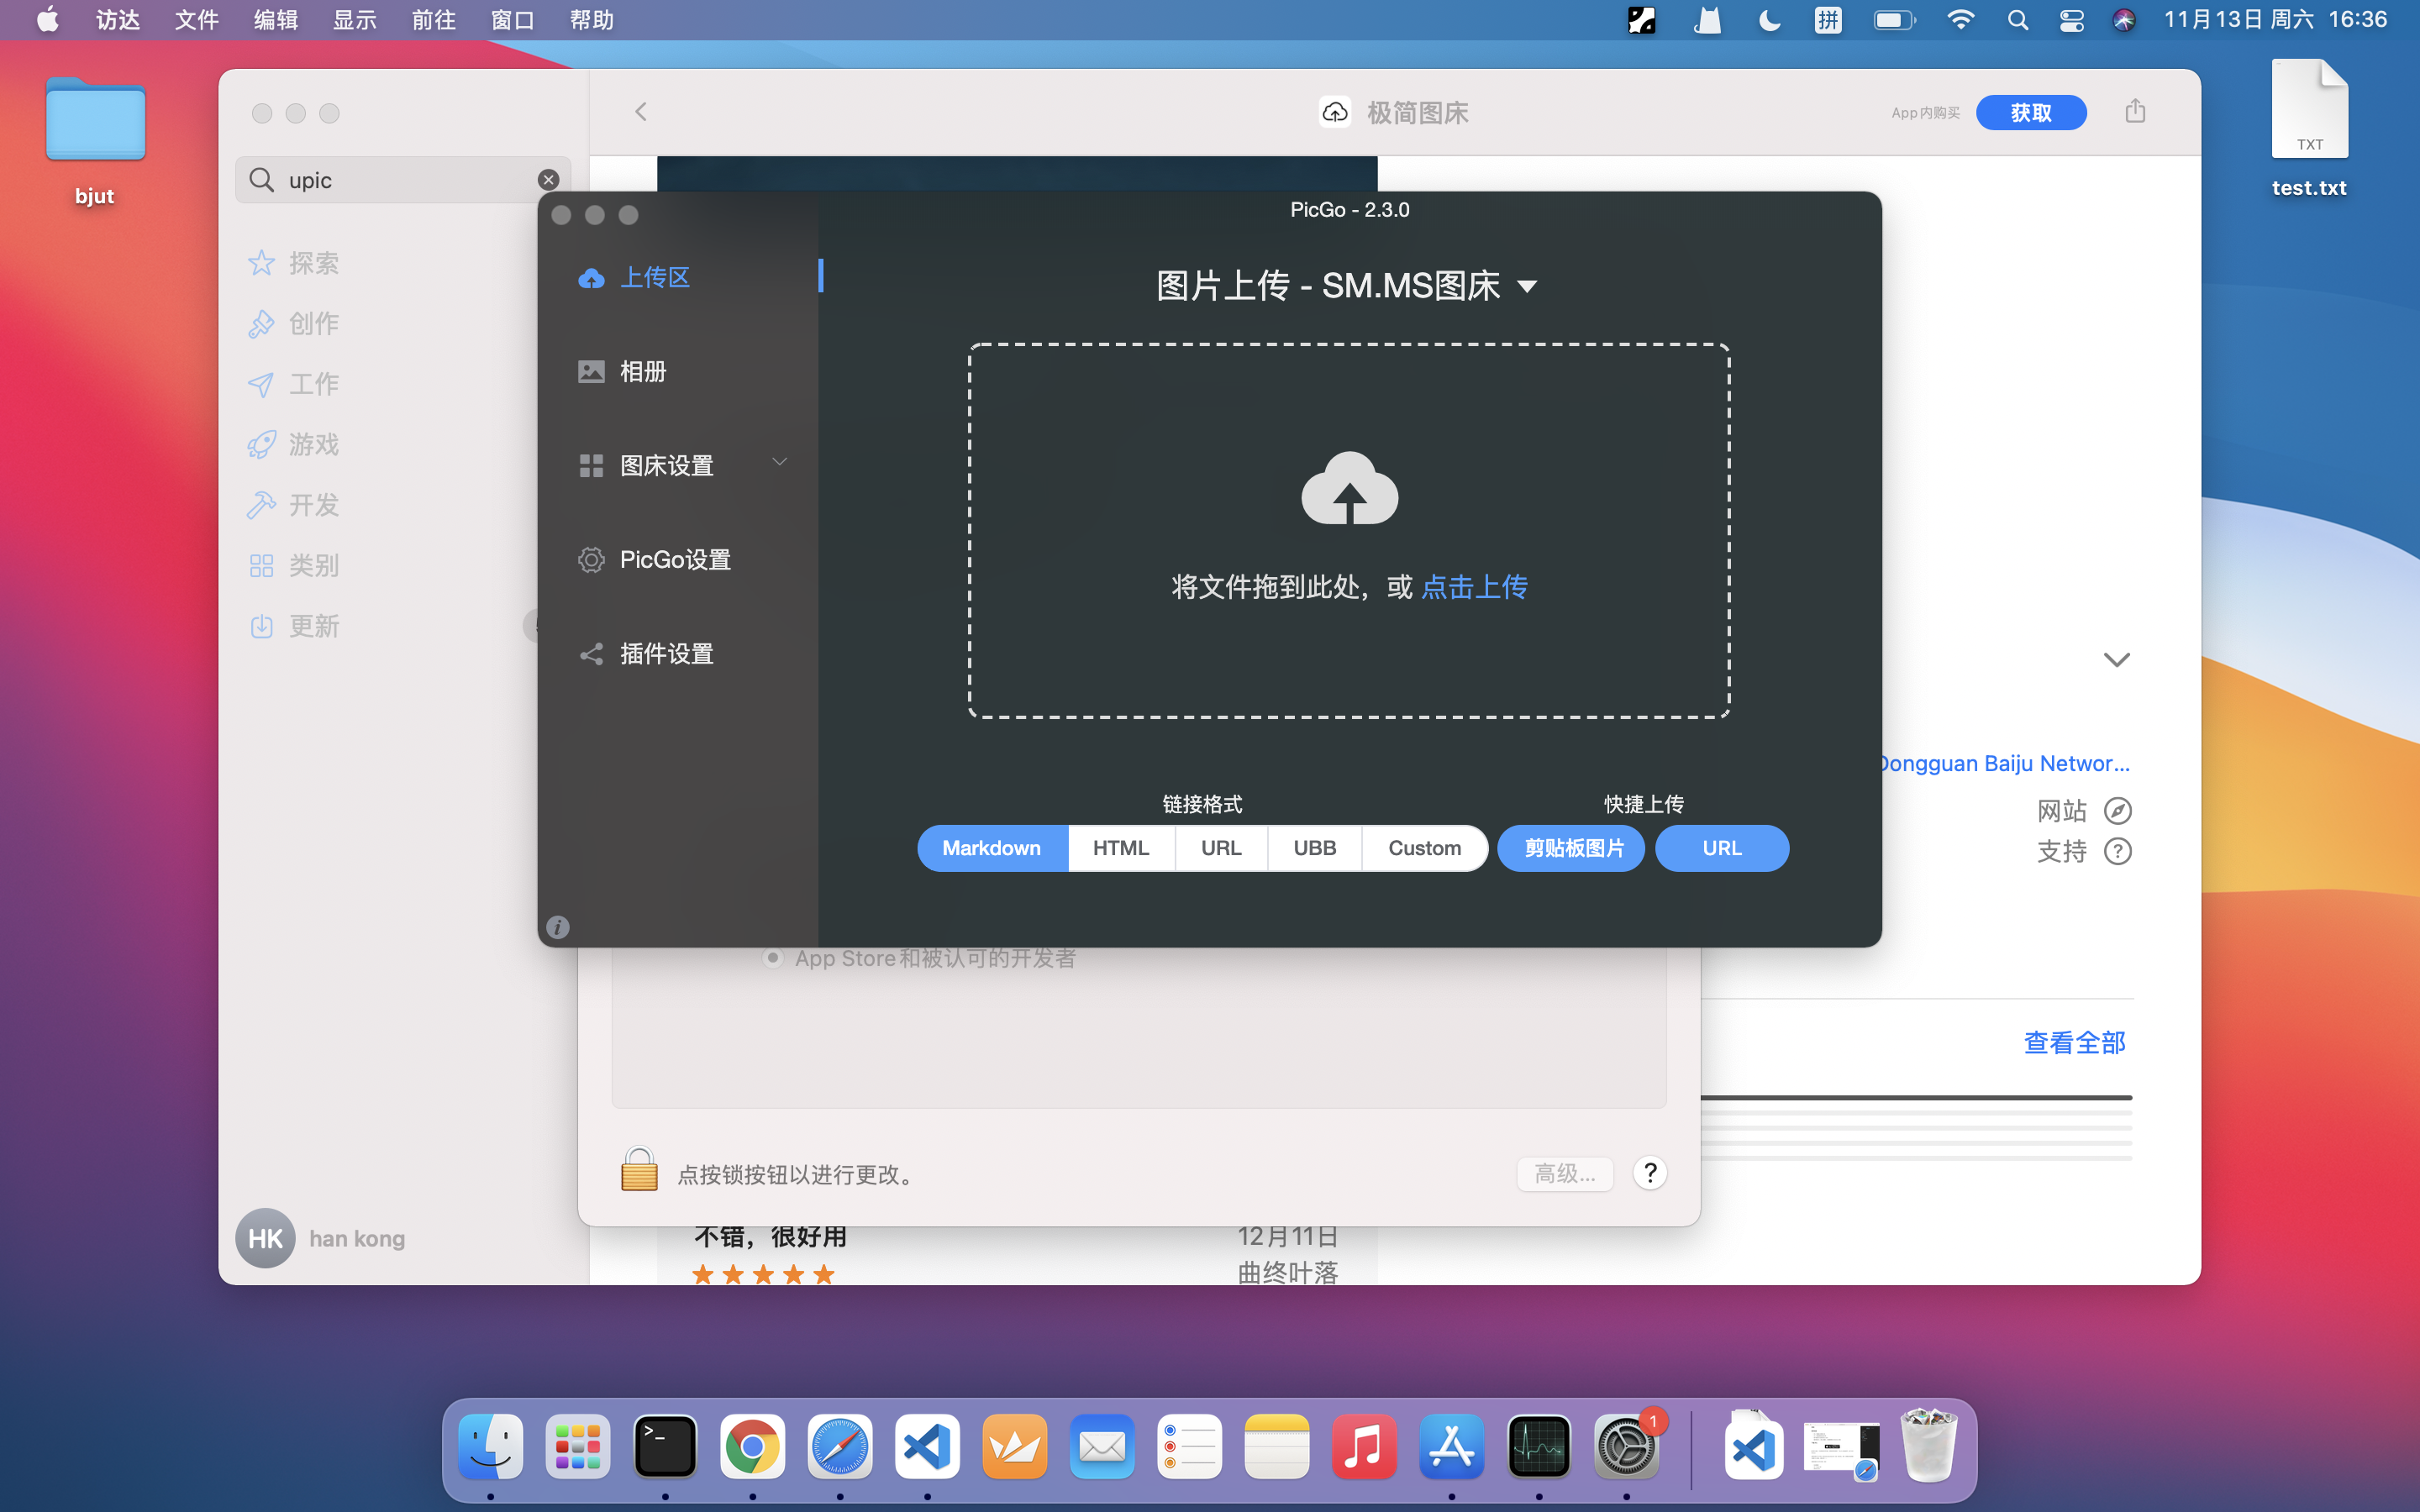 访达 文件 编辑 显示 前往 窗口 帮助
拼
11月13日 周六 16:36
bjut
TXT
test.txt
极简图床
App内购买
获取
upic
探索
创作
工作
游戏
开发
类别
更新
HK han kong
PicGo - 2.3.0
上传区
相册
图床设置
PicGo设置
插件设置
图片上传 - SM.MS图床
将文件拖到此处，或 点击上传
链接格式
快捷上传
Markdown
HTML
URL
UBB
Custom
剪贴板图片
URL
Dongguan Baiju Networ...
网站
支持
?
App Store和被认可的开发者
查看全部
点按锁按钮以进行更改。
高级...
?
不错，很好用
12月11日
曲终叶落
>_
1